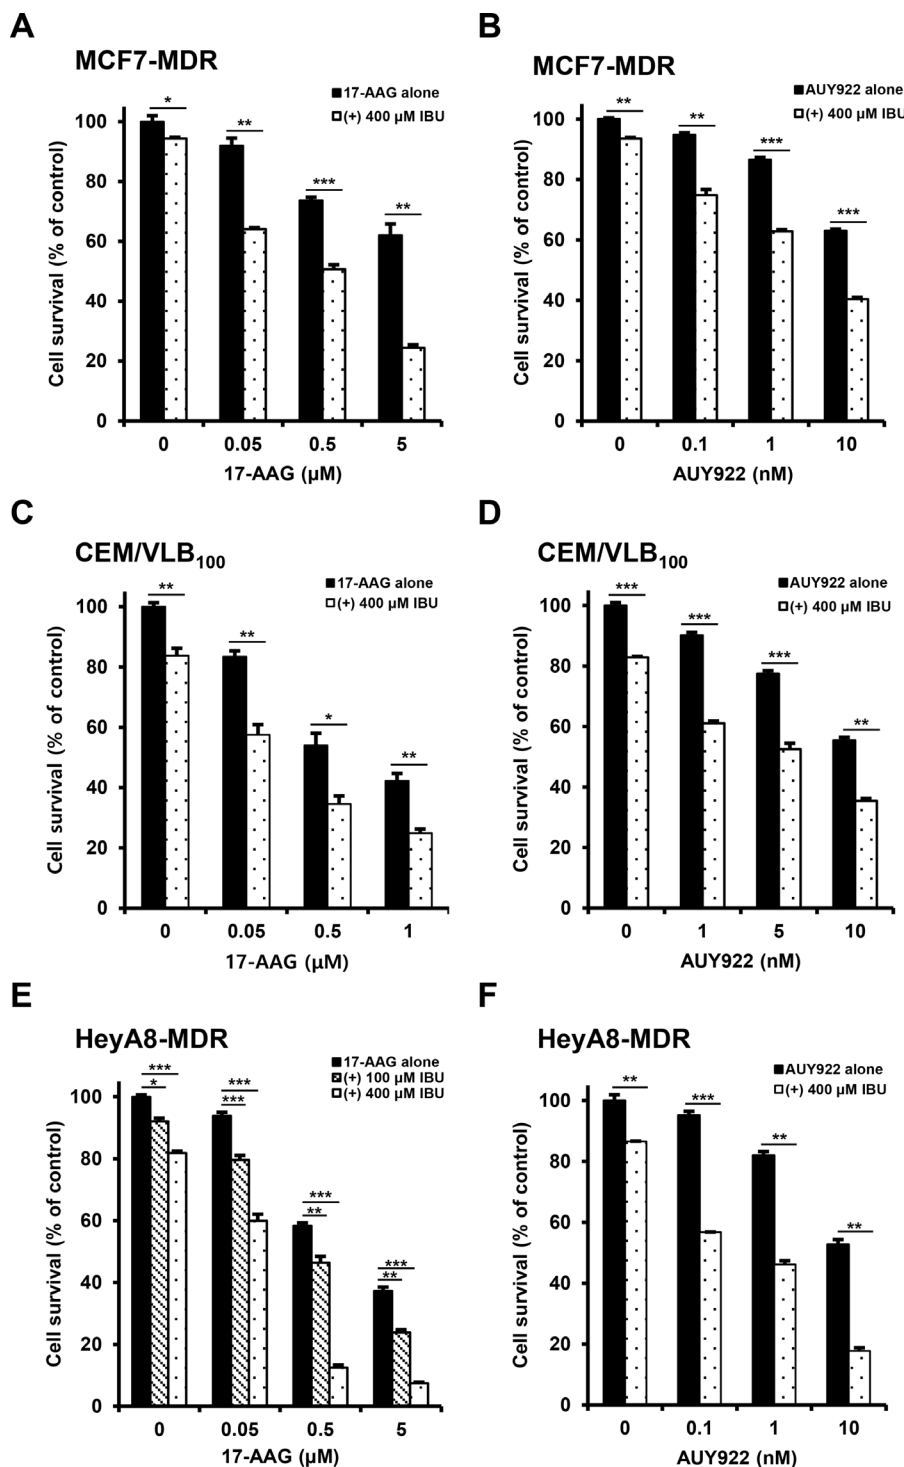 A
MCF7-MDR
17-AAG alone
(+) 400 µM IBU
Cell survival (% of control)
100
80
60
40
20
0
*
**
***
**
0 0.05 0.5 5
17-AAG (µM)
B
MCF7-MDR
AUY922 alone
(+) 400 µM IBU
Cell survival (% of control)
100
80
60
40
20
0
**
**
***
***
0 0.1 1 10
AUY922 (nM)
C
CEM/VLB100
17-AAG alone
(+) 400 µM IBU
Cell survival (% of control)
100
80
60
40
20
0
**
**
*
**
0 0.05 0.5 1
17-AAG (µM)
D
CEM/VLB100
AUY922 alone
(+) 400 µM IBU
Cell survival (% of control)
100
80
60
40
20
0
***
***
***
**
0 1 5 10
AUY922 (nM)
E
HeyA8-MDR
17-AAG alone
(+) 100 µM IBU
(+) 400 µM IBU
Cell survival (% of control)
100
80
60
40
20
0
***
*
***
***
***
**
***
**
0 0.05 0.5 5
17-AAG (µM)
F
HeyA8-MDR
AUY922 alone
(+) 400 µM IBU
Cell survival (% of control)
100
80
60
40
20
0
**
***
**
**
0 0.1 1 10
AUY922 (nM)